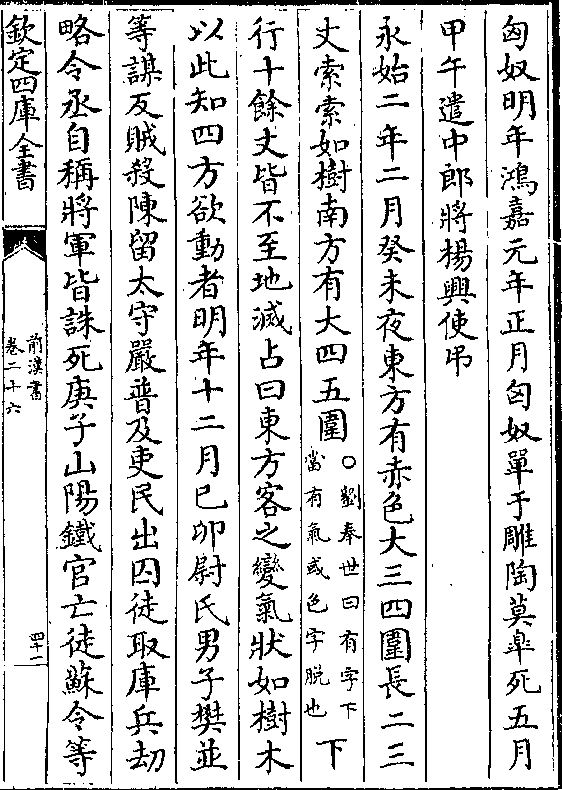 匈奴明年鴻嘉元年正月匈奴單于雕陶莫臯死五月
甲午遣中郎將楊興使弔
永始二年二月癸未夜東方有赤色大三四圍長二三
丈索索如樹南方有大四五圍○劉奉世曰有字下當有氣或色字脱也下
行十餘丈皆不至地滅占曰東方客之變氣狀如樹木
以此知四方欲動者明年十二月已卯尉氏男子樊並
等謀反賊殺陳留太守嚴普及吏民出囚徒取庫兵刼
略令丞自稱將軍皆誅死庚子山陽鐵官亡徒蘇令等
欽定四庫全書
前漢書
卷二十六
四十一